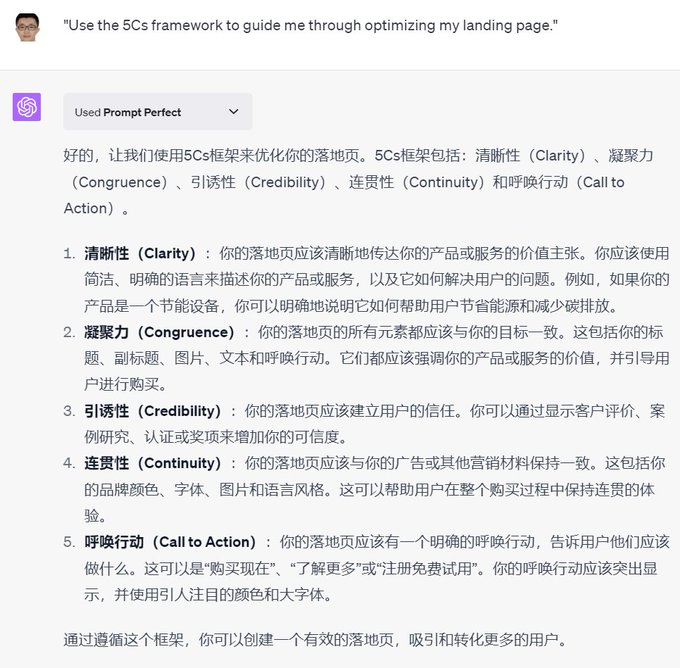 "Use the 5Cs framework to guide me through optimizing my landing page."
Used Prompt Perfect
好的，让我们使用5Cs框架来优化你的落地页。5Cs框架包括：清晰性（Clarity）、凝聚力
（Congruence）、引诱性（Credibility）、连贯性（Continuity）和呼唤行动（Call to
Action）。
1. 清晰性（Clarity）：你的落地页应该清晰地传达你的产品或服务的价值主张。你应该使用
简洁、明确的语言来描述你的产品或服务，以及它如何解决用户的问题。例如，如果你的
产品是一个节能设备，你可以明确地说明它如何帮助用户节省能源和减少碳排放。
2. 凝聚力（Congruence）：你的落地页的所有元素都应该与你的目标一致。这包括你的标
题、副标题、图片、文本和呼唤行动。它们都应该强调你的产品或服务的价值，并引导用
户进行购买。
3. 引诱性（Credibility）：你的落地页应该建立用户的信任。你可以通过显示客户评价、案
例研究、认证或奖项来增加你的可信度。
4. 连贯性（Continuity）：你的落地页应该与你的广告或其他营销材料保持一致。这包括你
的品牌颜色、字体、图片和语言风格。这可以帮助用户在整个购买过程中保持连贯的体
验。
5. 呼唤行动（Call to Action）：你的落地页应该有一个明确的呼唤行动，告诉用户他们应该
做什么。这可以是“购买现在”、“了解更多”或“注册免费试用”。你的呼唤行动应该突出显
示，并使用引人注目的颜色和大字体。
通过遵循这个框架，你可以创建一个有效的落地页，吸引和转化更多的用户。